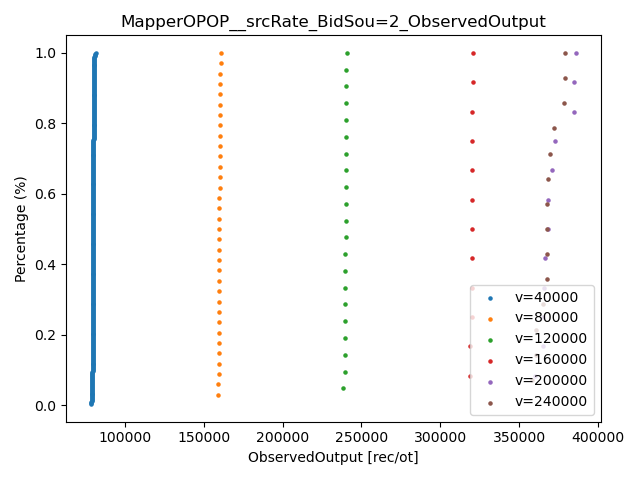 MapperOPOP__srcRate_BidSou=2_ObservedOutput
Percentage (%)
1.0
0.8
0.6
0.4
0.2
0.0
v=40000
v=80000
v=120000
v=160000
v=200000
v=240000
100000 150000 200000 250000 300000 350000 400000
ObservedOutput [rec/ot]